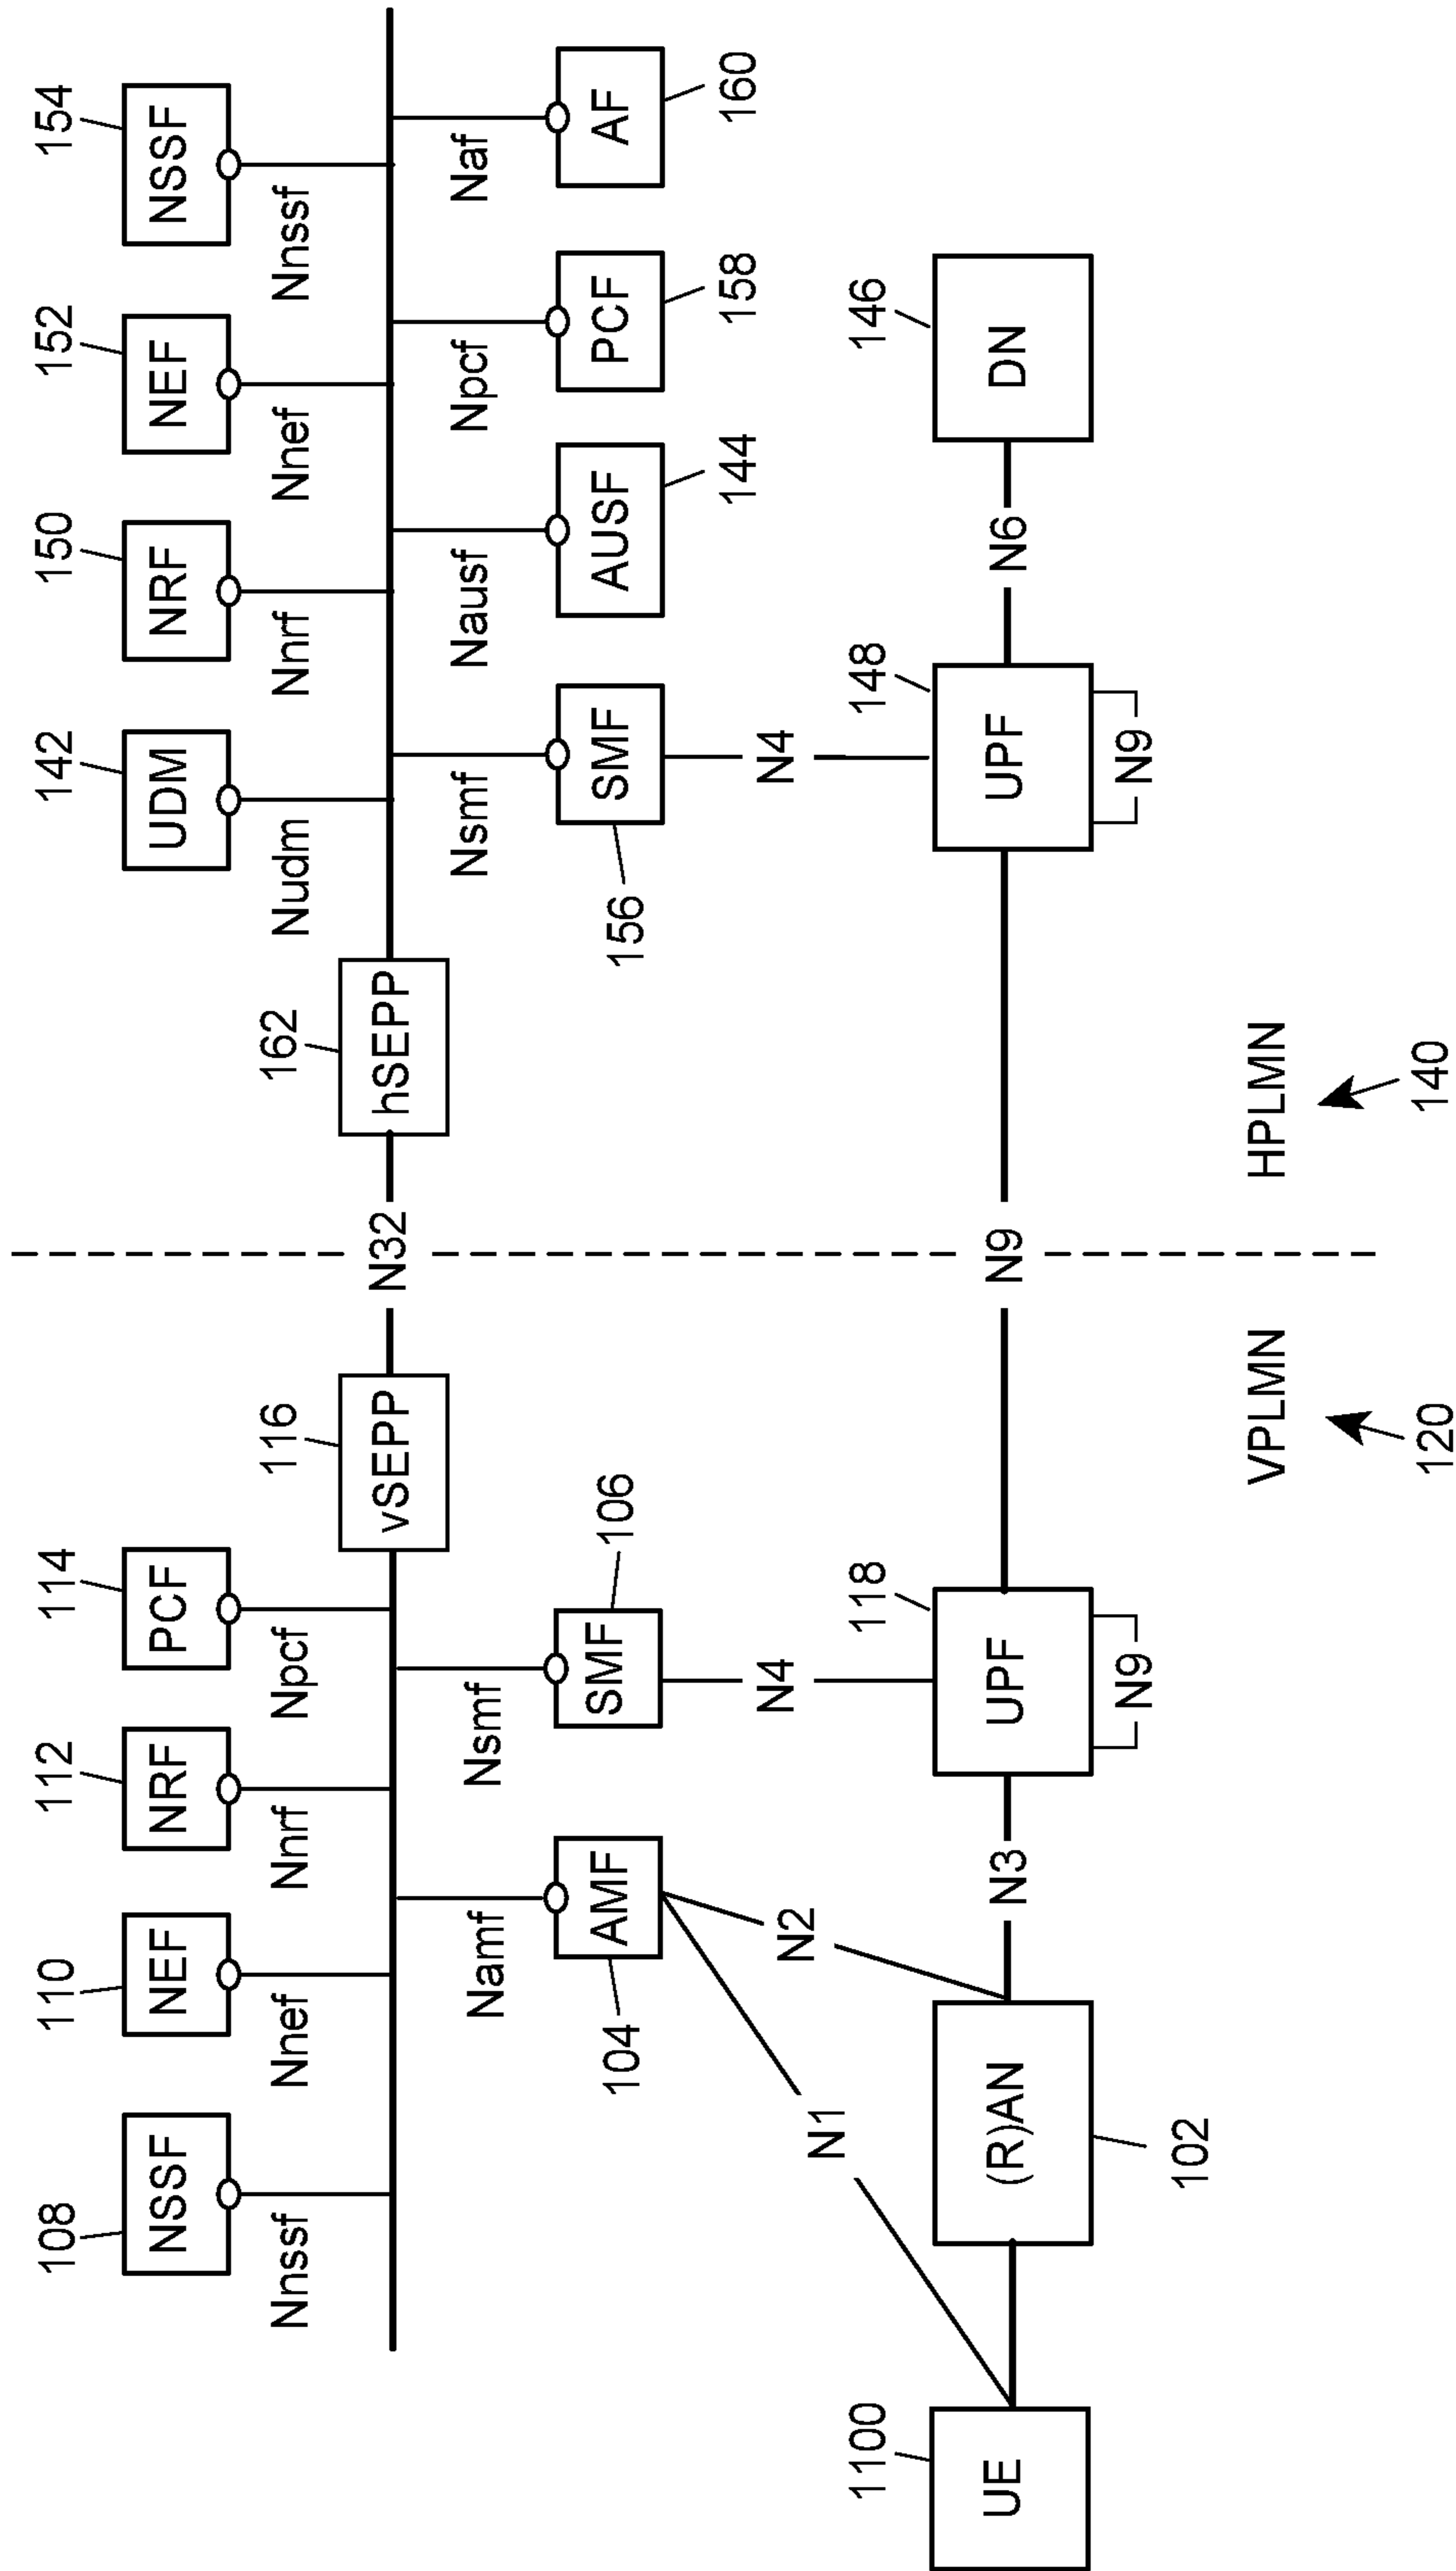 108
110
112
114
142
150
152
154
NSSF
NEF
NRF
PCF
UDM
NRF
NEF
NSSF
Nnssf
Nnef
Nnrf
Npcf
116
162
Nudm
Nnrf
Nnef
Nnssf
vSEPP
N32
hSEPP
Namf
Nsmf
Nsmf
Nausf
Npcf
Naf
AMF
SMF
SMF
AUSF
PCF
AF
104
106
156
144
158
160
N1
N2
N4
N4
1100
118
148
146
UE
(R)AN
N3
UPF
N9
UPF
N6
DN
N9
N9
102
VPLMN
HPLMN
120
140